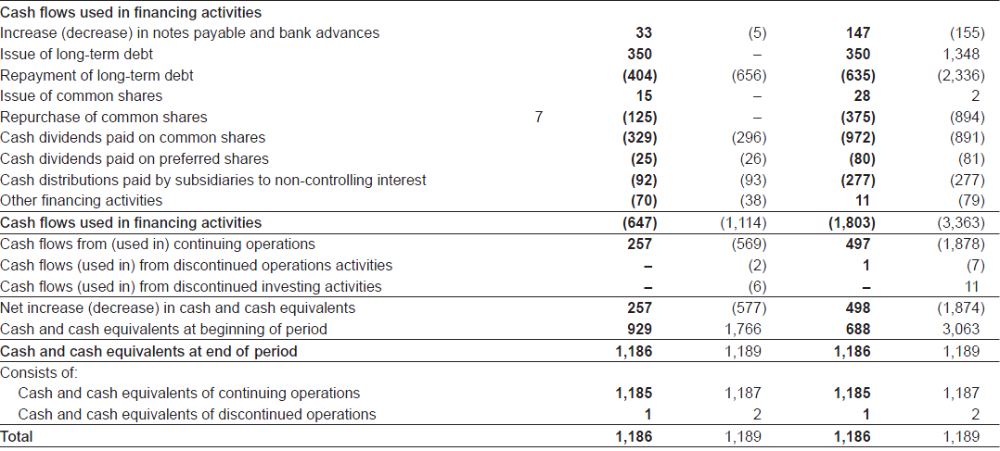 Cash flows used in financing activities
Increase (decrease) in notes payable and bank advances 33 (5) 147 (155)
Issue of long-term debt 350 – 350 1,348
Repayment of long-term debt (404) (656) (635) (2,336)
Issue of common shares 15 – 28 2
Repurchase of common shares 7 (125) – (375) (894)
Cash dividends paid on common shares (329) (296) (972) (891)
Cash dividends paid on preferred shares (25) (26) (80) (81)
Cash distributions paid by subsidiaries to non-controlling interest (92) (93) (277) (277)
Other financing activities (70) (38) 11 (79)
Cash flows used in financing activities (647) (1,114) (1,803) (3,363)
Cash flows from (used in) continuing operations 257 (569) 497 (1,878)
Cash flows (used in) from discontinued operations activities – (2) 1 (7)
Cash flows (used in) from discontinued investing activities – (6) – 11
Net increase (decrease) in cash and cash equivalents 257 (577) 498 (1,874)
Cash and cash equivalents at beginning of period 929 1,766 688 3,063
Cash and cash equivalents at end of period 1,186 1,189 1,186 1,189
Consists of:
Cash and cash equivalents of continuing operations 1,185 1,187 1,185 1,187
Cash and cash equivalents of discontinued operations 1 2 1 2
Total 1,186 1,189 1,186 1,189